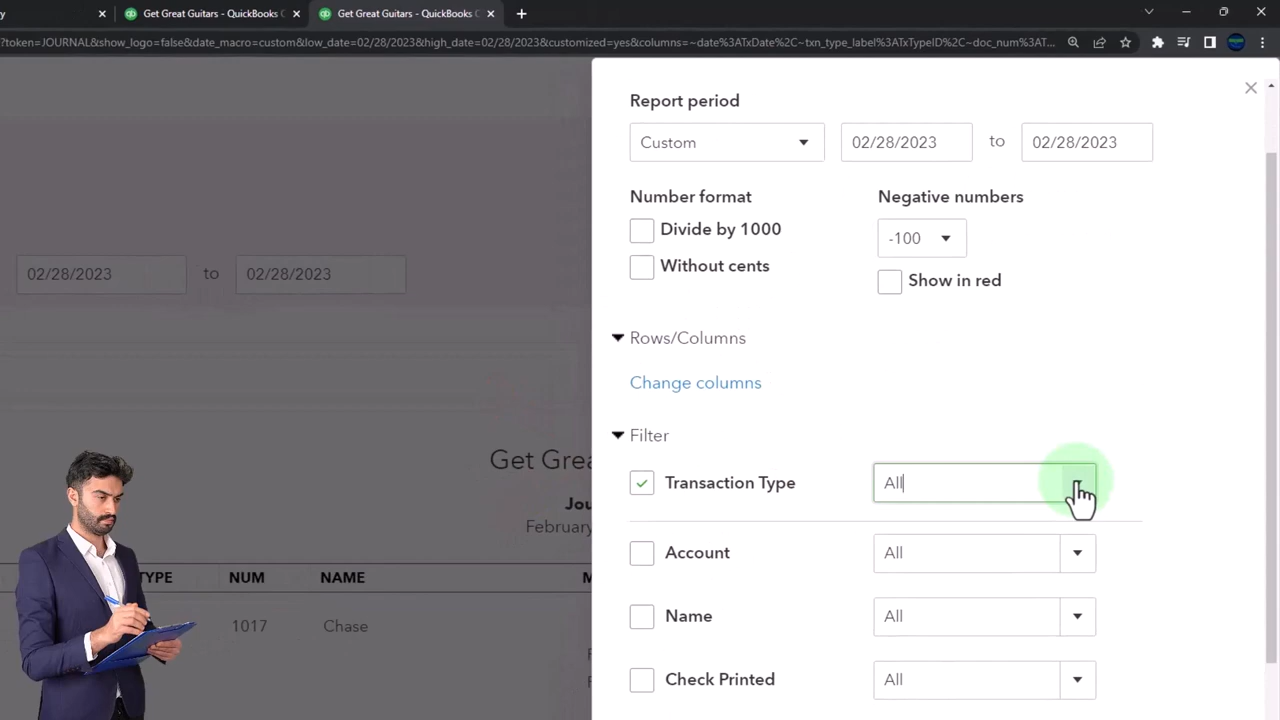 y
Get Great Guitars - QuickBooks C
Get Great Guitars - QuickBooks C
?token=JOURNAL&show_logo=false&date_macro=custom&low_date=02/28/2023&high_date=02/28/2023&customized=yes&columns=~date%3ATxDate%2C~txn_type_label%3ATxTypeID%2C~doc_num%3AT...
Report period
Custom
02/28/2023 to 02/28/2023
Number format
Negative numbers
Divide by 1000
-100
Without cents
Show in red
02/28/2023 to 02/28/2023
Rows/Columns
Change columns
Filter
Get Grea
Transaction Type
All
Jou
February
Account
All
TYPE NUM NAME M
Name
All
1017 Chase
Check Printed
All